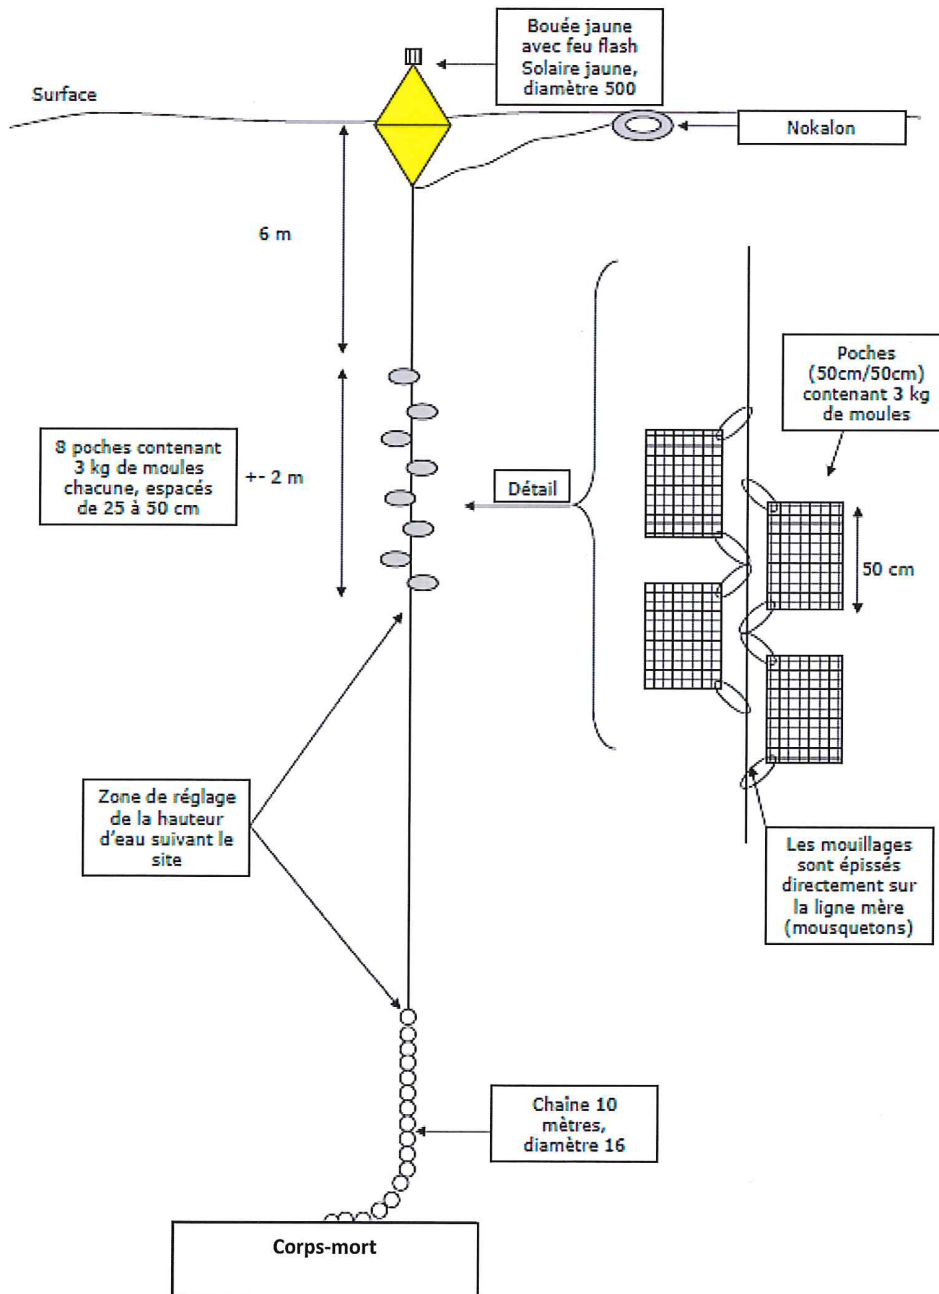 Bouée jaune
avec feu flash
Solaire jaune,
diamètre 500
Surface
Nokalon
6 m
Poches
(50cm/50cm)
contenant 3 kg
de moules
8 poches contenant
3 kg de moules
chacune, espacés
de 25 à 50 cm
+- 2 m
Détail
50 cm
Zone de réglage
de la hauteur
d'eau suivant le
site
Les mouillages
sont épissés
directement sur
la ligne mère
(mousquetons)
Chaîne 10
mètres,
diamètre 16
Corps-mort